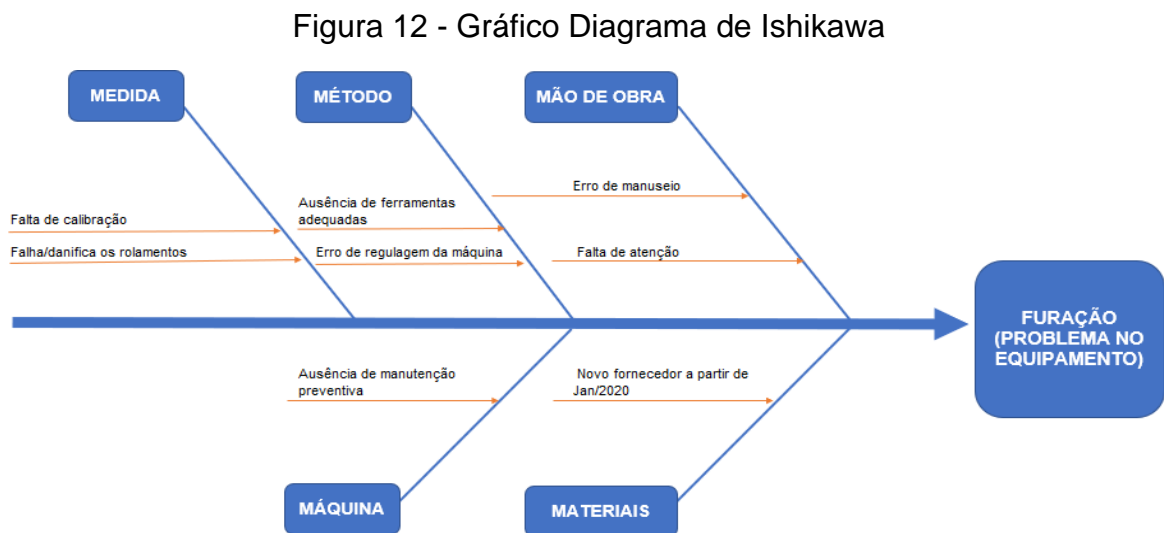 Figura 12 - Gráfico Diagrama de Ishikawa
MEDIDA
MÉTODO
MÃO DE OBRA
Erro de manuseio
Ausência de ferramentas
adequadas
Falta de calibração
Falha/danifica os rolamentos
Erro de regulagem da máquina
Falta de atenção
FURAÇÃO
(PROBLEMA NO
EQUIPAMENTO)
Ausência de manutenção
preventiva
Novo fornecedor a partir de
Jan/2020
MÁQUINA
MATERIAIS